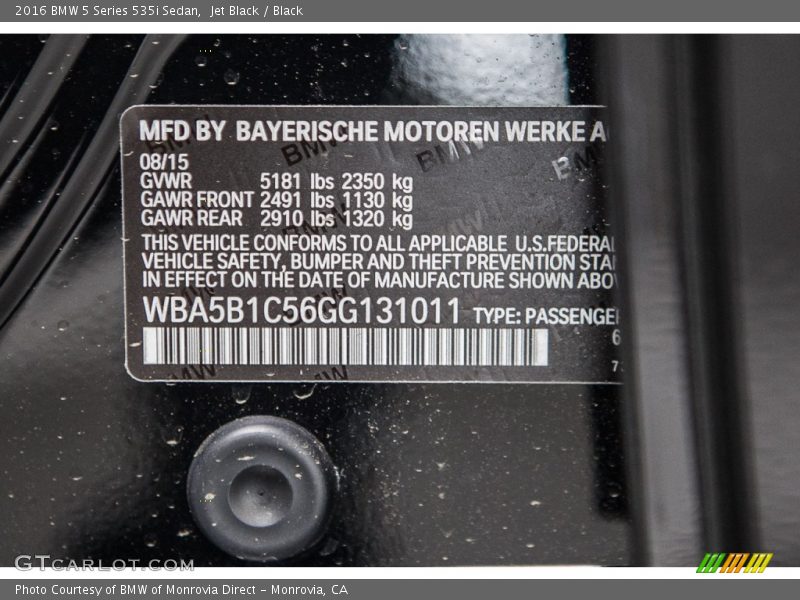 2016 BMW 5 Series 535i Sedan,  Jet Black / Black
MFD BY BAYERISCHE MOTOREN WERKE
08/15
GVWR 5181 lbs 2350 kg
GAWR FRONT 2491 lbs 1130 kg
GAWR REAR 2910 lbs 1320 kg
THIS VEHICLE CONFORMS TO ALL APPLICABLE U.S.FEDERAL
VEHICLE SAFETY, BUMPER AND THEFT PREVENTION
IN EFFECT ON THE DATE OF MANUFACTURE SHOWN
WBA5B1C56GG131011 TYPE: PASSENGER
GTCARLOT.COM
Photo Courtesy of BMW of Monrovia Direct – Monrovia, CA